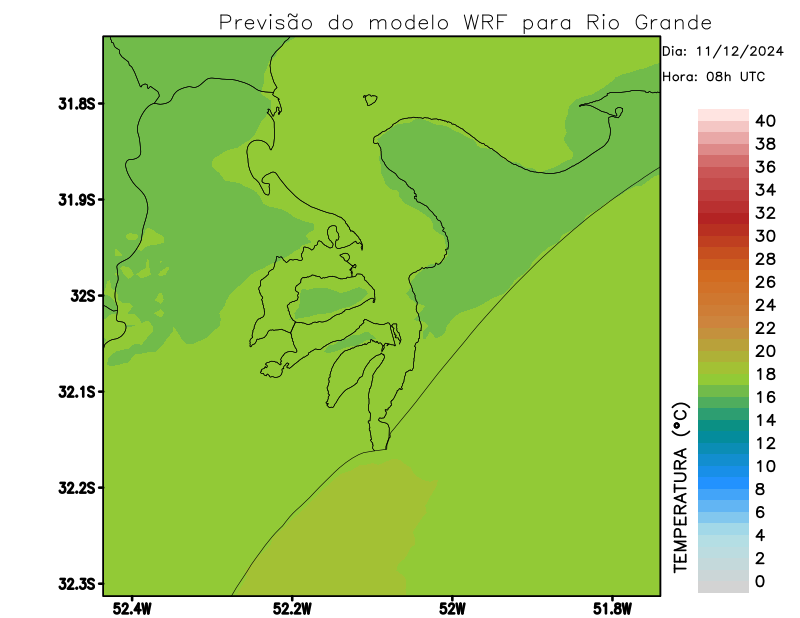 Previsão do modelo WRF para Rio Grande
Dia: 11/12/2024
Hora: 08h UTC
31.8S
31.9S
32S
32.1S
32.2S
32.3S
52.4W
52.2W
52W
51.8W
TEMPERATURA (ºC)
40
38
36
34
32
30
28
26
24
22
20
18
16
14
12
10
8
6
4
2
0